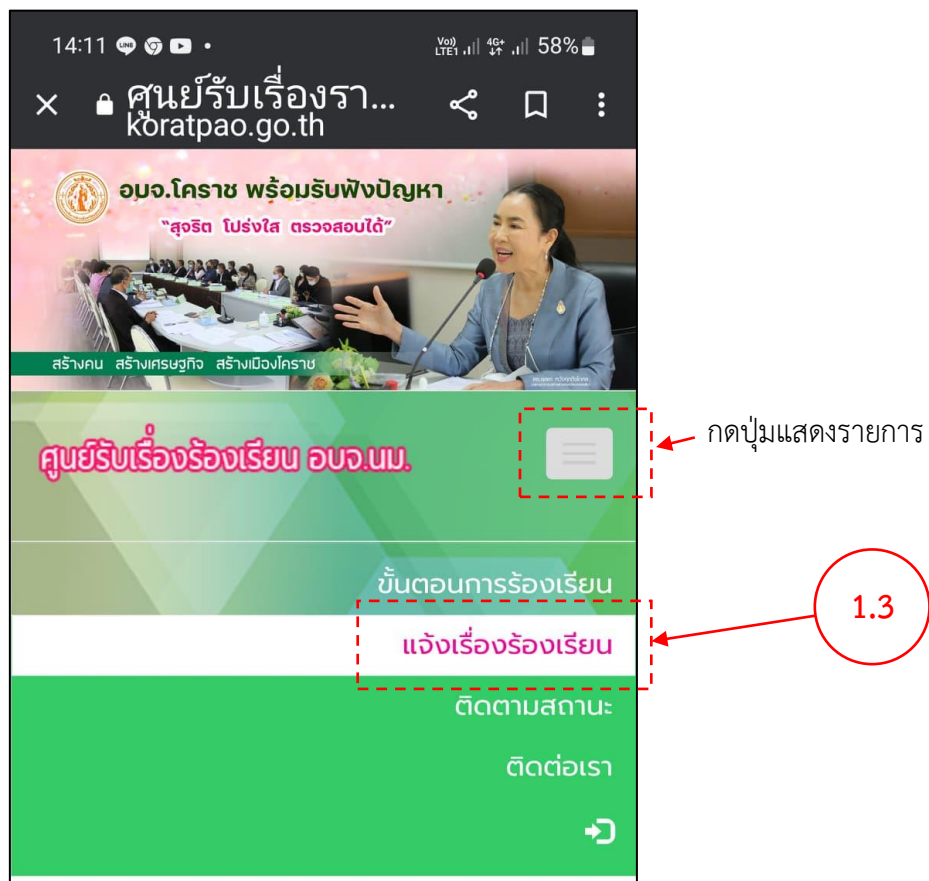 14:11
Vo)) LTE1 4G+ 58%
ศูนย์รับเรื่องรา...
koratpao.go.th
อบจ.โคราช พร้อมรับฟังปัญหา
"สุจริต โปร่งใส ตรวจสอบได้"
สร้างคน สร้างเศรษฐกิจ สร้างเมืองโคราช
ศูนย์รับเรื่องร้องเรียน อบจ.นม.
กดปุ่มแสดงรายการ
ขั้นตอนการร้องเรียน
1.3
แจ้งเรื่องร้องเรียน
ติดตามสถานะ
ติดต่อเรา